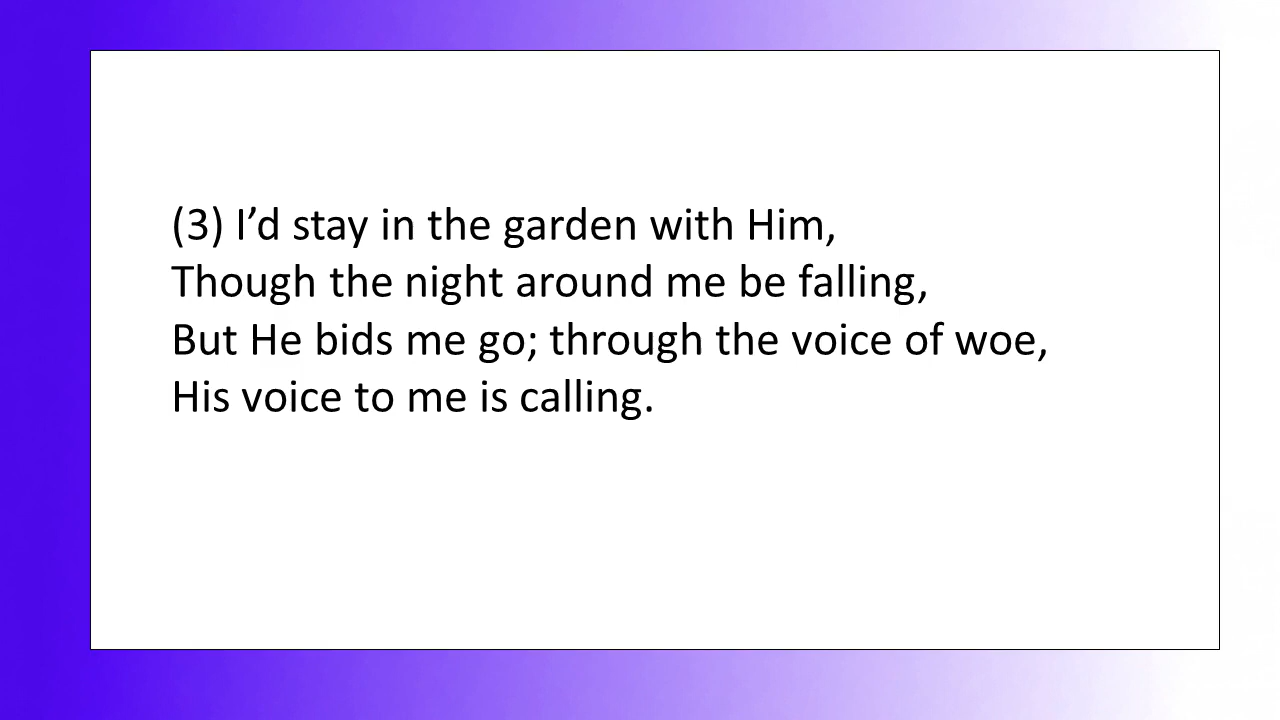 (3) I’d stay in the garden with Him,
Though the night around me be falling,
But He bids me go; through the voice of woe,
His voice to me is calling.